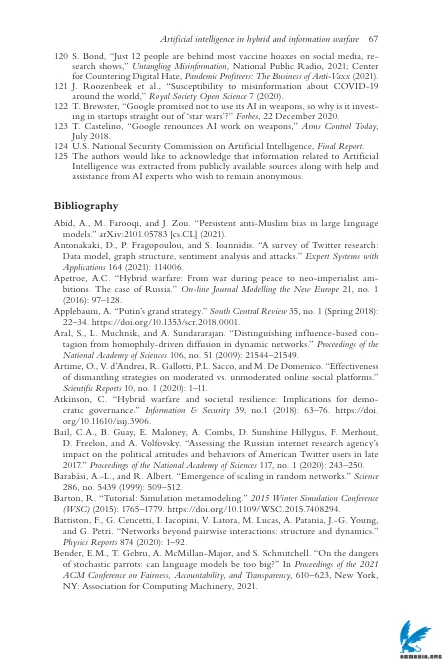 Artificial intelligence in hybrid and information warfare 67
120 S. Bond, “Just 12 people are behind most vaccine hoaxes on social media, re-
search shows,” Untangling Misinformation, National Public Radio, 2021; Center
for Countering Digital Hate, Pandemic Profiteers: The Business of Anti-Vaxx (2021).
121 J. Roozenbeek et al., “Susceptibility to misinformation about COVID-19
around the world,” Royal Society Open Science 7 (2020).
122 T. Brewster, “Google promised not to use its AI in weapons, so why is it invest-
ing in startups straight out of ‘star wars’?” Forbes, 22 December 2020.
123 T. Castelino, “Google renounces AI work on weapons,” Arms Control Today,
July 2018.
124 U.S. National Security Commission on Artificial Intelligence, Final Report.
125 The authors would like to acknowledge that information related to Artificial
Intelligence was extracted from publicly available sources along with help and
assistance from AI experts who wish to remain anonymous.
Bibliography
Abid, A., M. Farooqi, and J. Zou. “Persistent anti-Muslim bias in large language
models.” arXiv:2101.05783 [cs.CL] (2021).
Antonakaki, D., P. Fragopoulou, and S. Ioannidis. “A survey of Twitter research:
Data model, graph structure, sentiment analysis and attacks.” Expert Systems with
Applications 164 (2021): 114006.
Apetroe, A.C. “Hybrid warfare: From war during peace to neo-imperialist am-
bitions. The case of Russia.” On-line Journal Modelling the New Europe 21, no. 1
(2016): 97–128.
Applebaum, A. “Putin’s grand strategy.” South Central Review 35, no. 1 (Spring 2018):
22–34. https://doi.org/10.1353/scr.2018.0001.
Aral, S., L. Muchnik, and A. Sundararajan. “Distinguishing influence-based con-
tagion from homophily-driven diffusion in dynamic networks.” Proceedings of the
National Academy of Sciences 106, no. 51 (2009): 21544–21549.
Artime, O., V. d’Andrea, R. Gallotti, P.L. Sacco, and M. De Domenico. “Effectiveness
of dismantling strategies on moderated vs. unmoderated online social platforms.”
Scientific Reports 10, no. 1 (2020): 1–11.
Atkinson, C. “Hybrid warfare and societal resilience: Implications for demo-
cratic governance.” Information & Security 39, no.1 (2018): 63–76. https://doi.
org/10.11610/isij.3906.
Bail, C.A., B. Guay, E. Maloney, A. Combs, D. Sunshine Hillygus, F. Merhout,
D. Freelon, and A. Volfovsky. “Assessing the Russian internet research agency’s
impact on the political attitudes and behaviors of American Twitter users in late
2017.” Proceedings of the National Academy of Sciences 117, no. 1 (2020): 243–250.
Barabási, A.-L., and R. Albert. “Emergence of scaling in random networks.” Science
286, no. 5439 (1999): 509–512.
Barton, R. “Tutorial: Simulation metamodeling.” 2015 Winter Simulation Conference
(WSC) (2015): 1765–1779. https://doi.org/10.1109/WSC.2015.7408294.
Battiston, F., G. Cencetti, I. Iacopini, V. Latora, M. Lucas, A. Patania, J.-G. Young,
and G. Petri. “Networks beyond pairwise interactions: structure and dynamics.”
Physics Reports 874 (2020): 1–92.
Bender, E.M., T. Gebru, A. McMillan-Major, and S. Schmitchell. “On the dangers
of stochastic parrots: can language models be too big?” In Proceedings of the 2021
ACM Conference on Fairness, Accountability, and Transparency, 610–623, New York,
NY: Association for Computing Machinery, 2021.